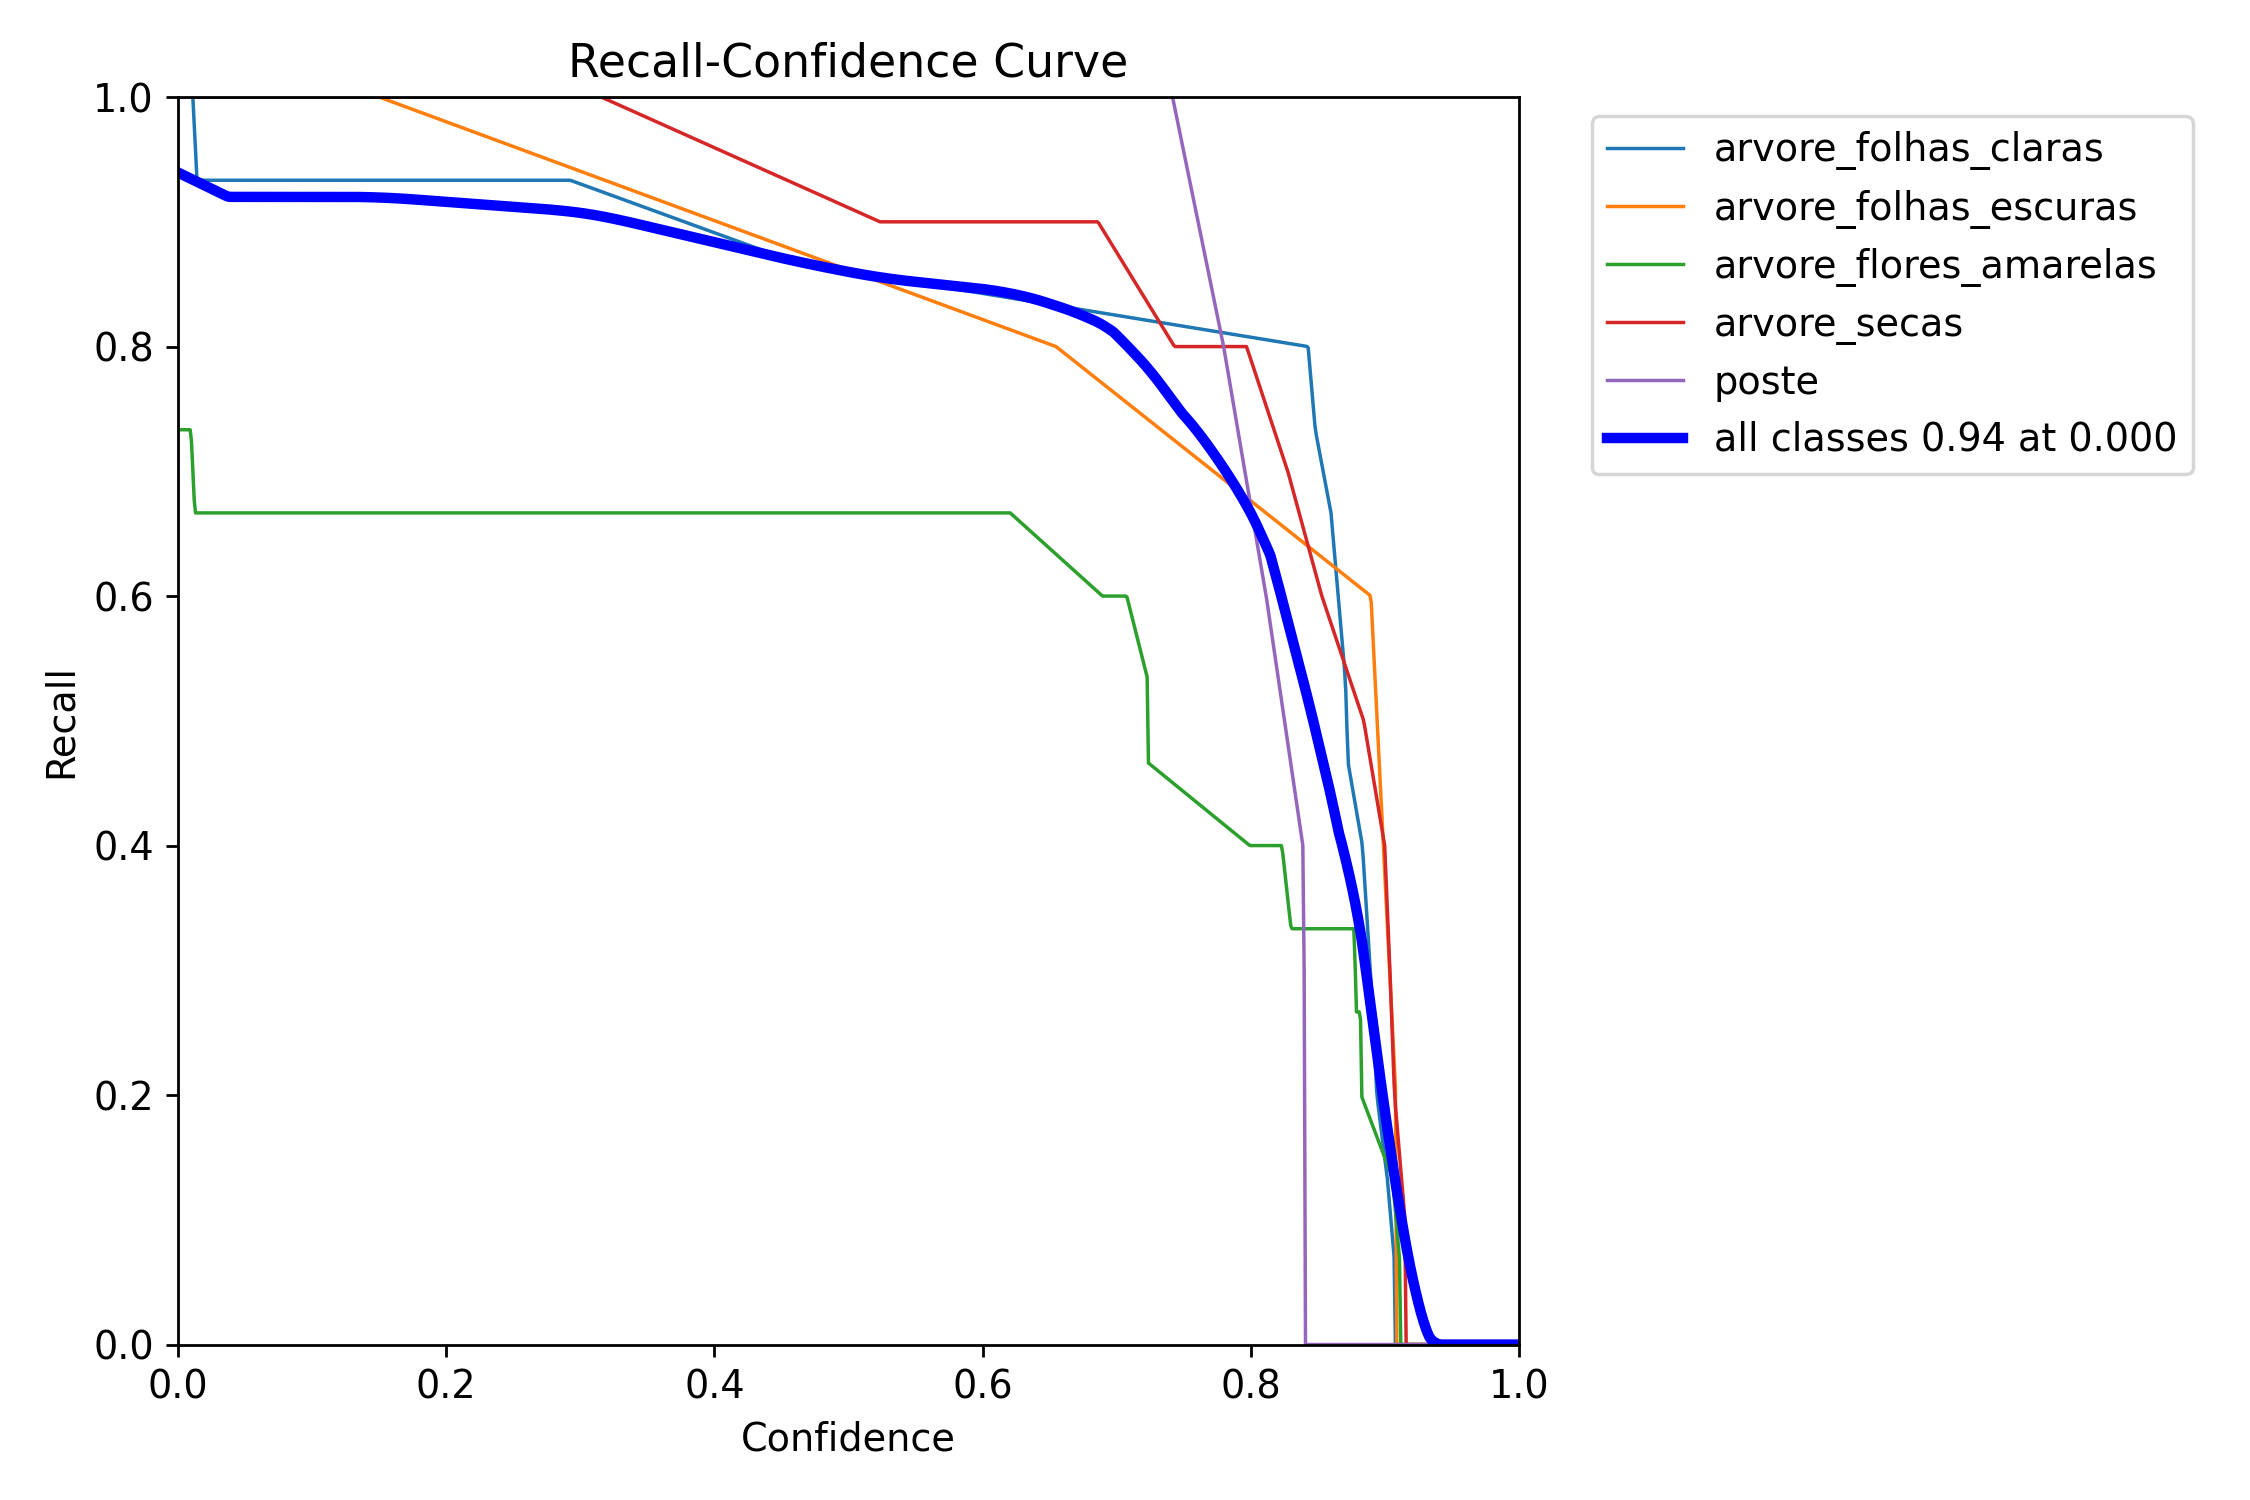 Recall-Confidence Curve
1.0
0.8
0.6
0.4
0.2
0.0
Recall
0.0 0.2 0.4 0.6 0.8 1.0
Confidence
arvore_folhas_claras
arvore_folhas_escuras
arvore_flores_amarelas
arvore_secas
poste
all classes 0.94 at 0.000